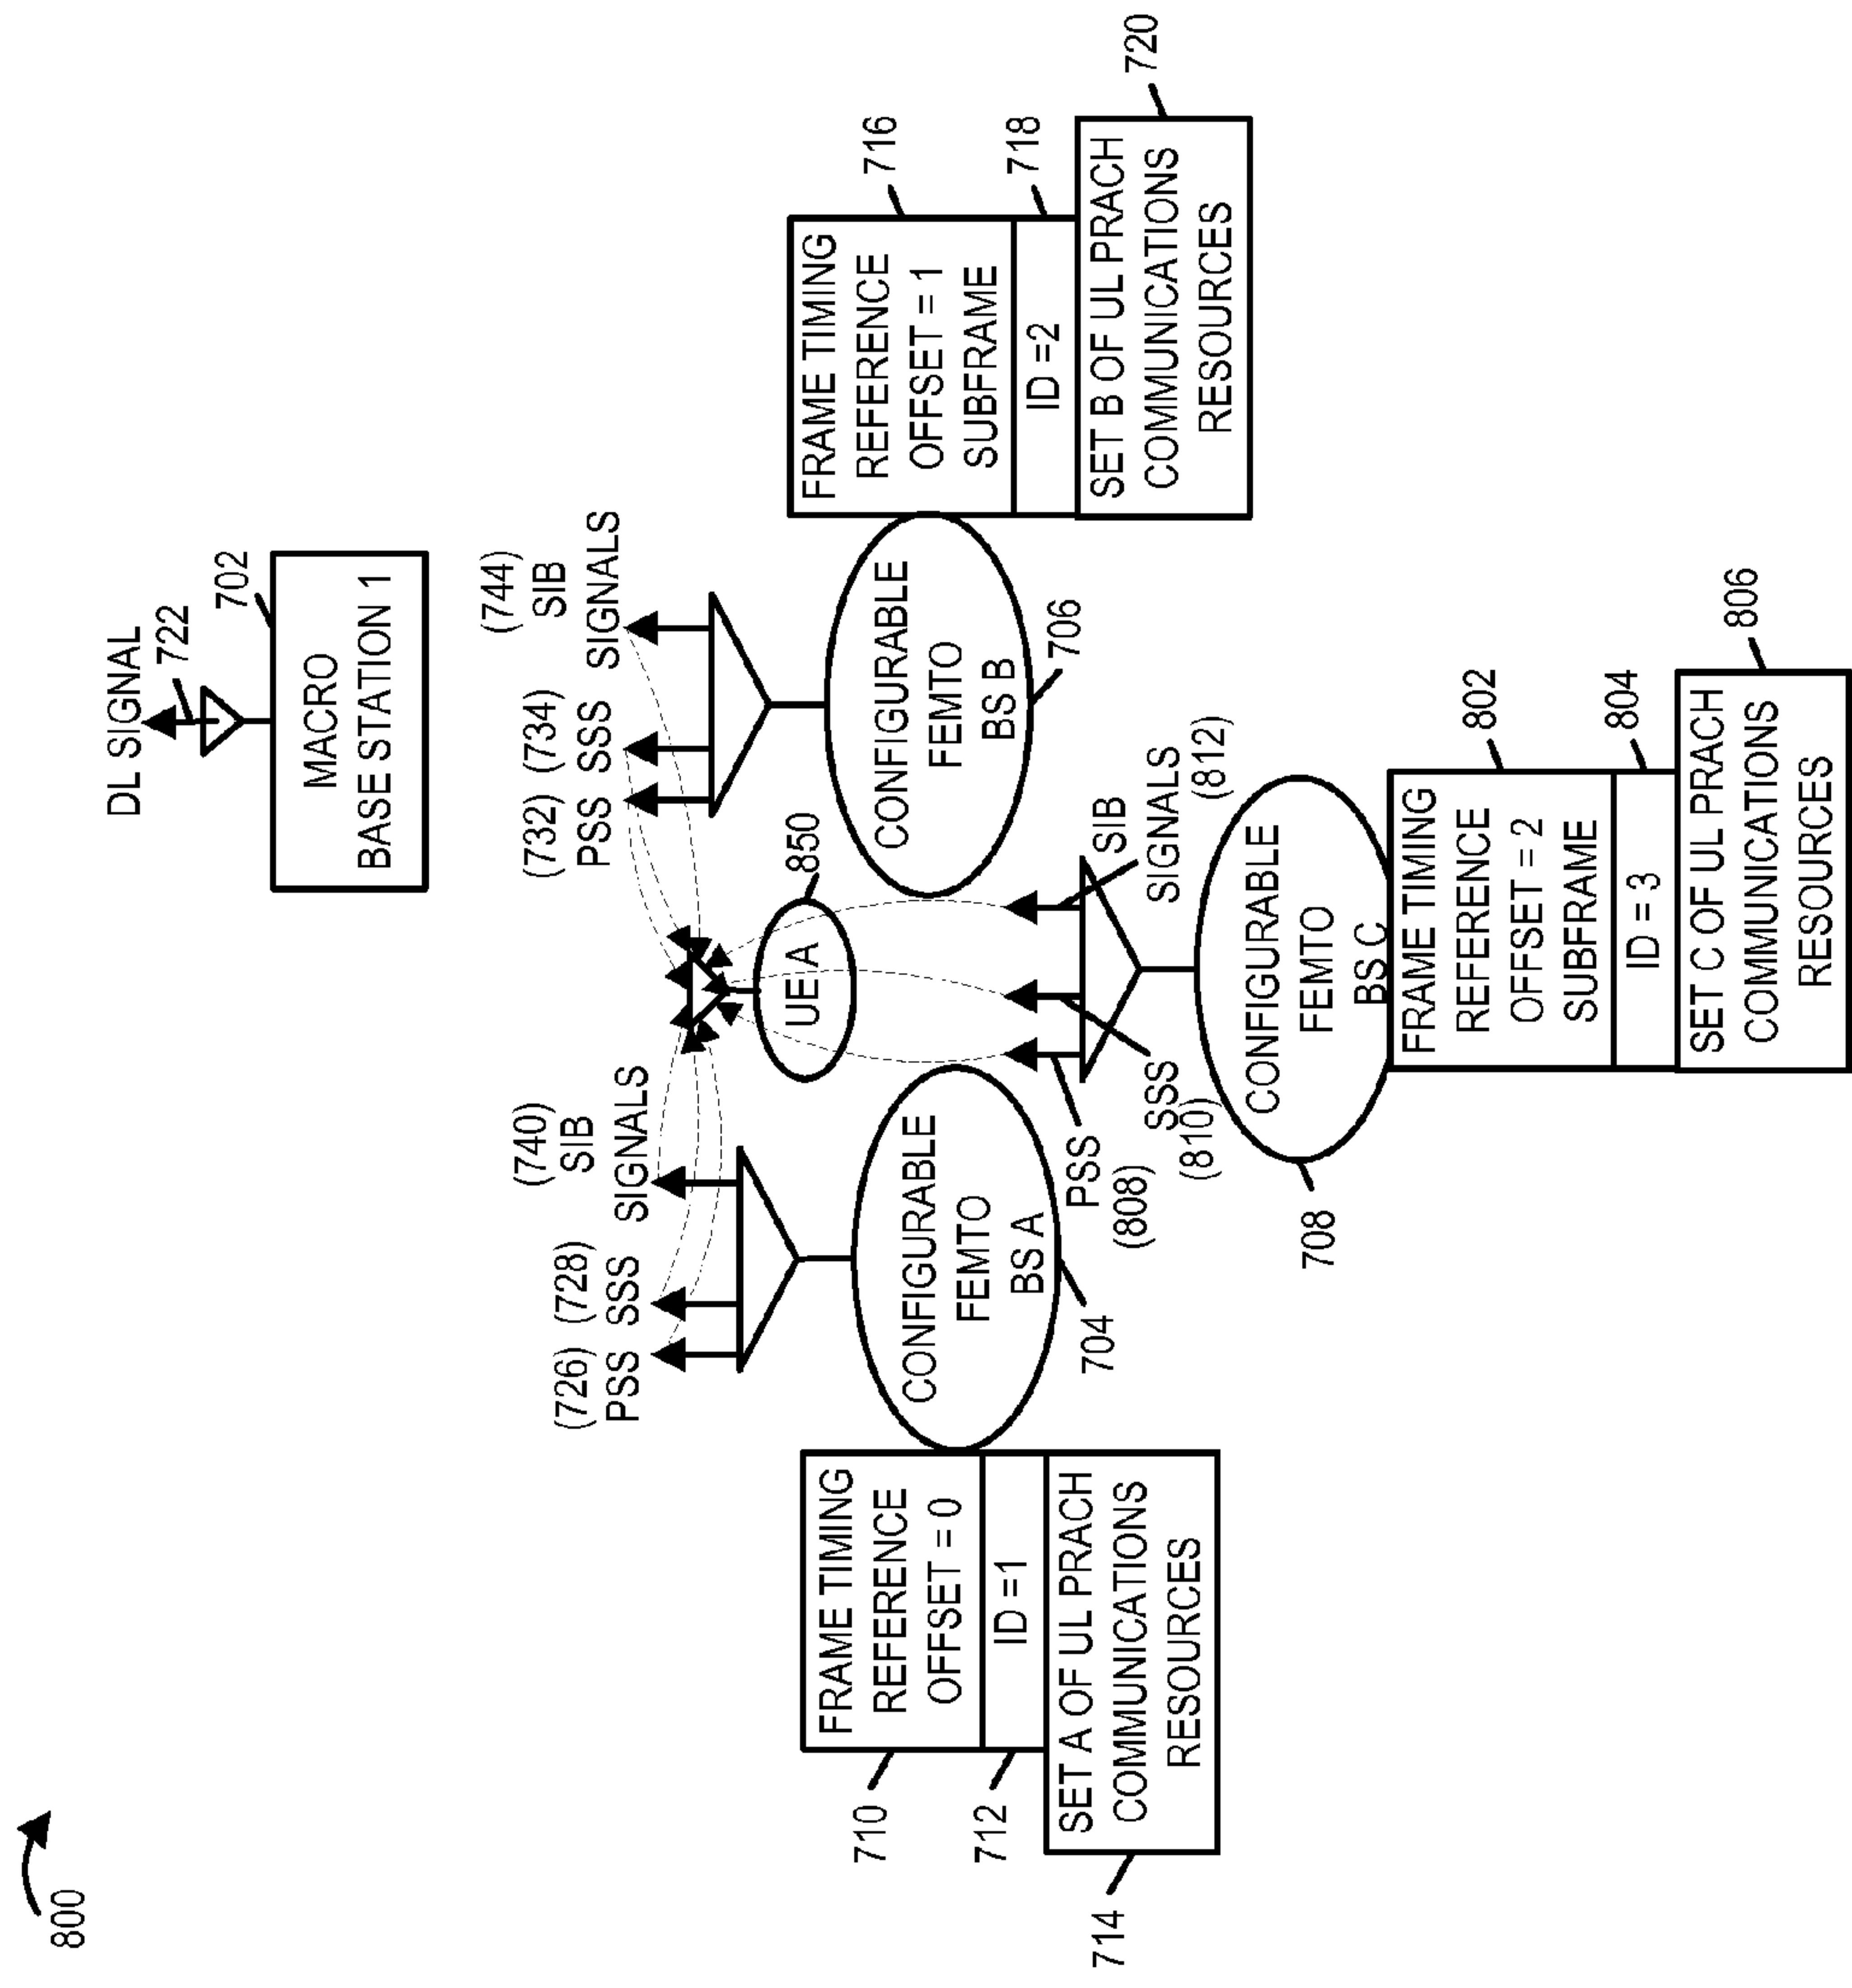 800
DL SIGNAL
722
702
MACRO
BASE STATION 1
(726) (728)
PSS SSS
(740)
SIB
SIGNALS
(732) (734)
PSS SSS
(744)
SIB
SIGNALS
UE A
850
710
FRAME TIMING
REFERENCE
OFFSET = 0
712
ID =1
714
SET A OF UL PRACH
COMMUNICATIONS
RESOURCES
CONFIGURABLE
FEMTO
BS A
704
CONFIGURABLE
FEMTO
BS B
706
FRAME TIMING
REFERENCE
OFFSET = 1
SUBFRAME
716
ID =2
718
SET B OF UL PRACH
COMMUNICATIONS
RESOURCES
720
PSS
(808)
SSS
(810)
SIB
SIGNALS
(812)
CONFIGURABLE
FEMTO
BS C
708
FRAME TIMING
REFERENCE
OFFSET = 2
SUBFRAME
802
ID = 3
804
SET C OF UL PRACH
COMMUNICATIONS
RESOURCES
806